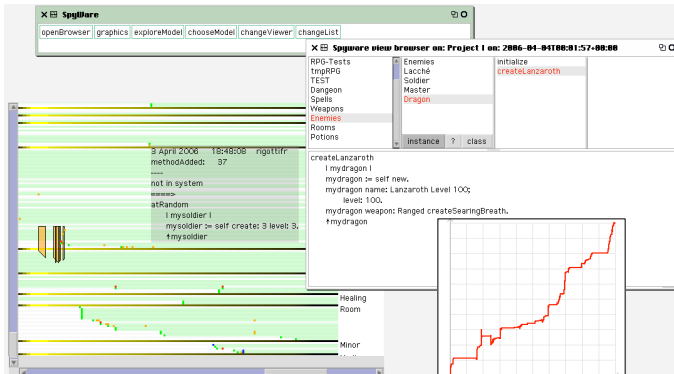 SpyWare
openBrowser graphics exploreModel chooseModel changeViewer changeList
Spyware view browser on: Project I on: 2006-04-04T00:01:57+00:00
RPG-Tests
tmpRPG
TEST
Dangeon
Spells
Weapons
Enemies
Rooms
Potions
Enemies
Lacché
Soldier
Master
Dragon
instance ? class
initialize
createLanzaroth
createLanzaroth
| mydragon |
mydragon := self new.
mydragon name: Lanzaroth Level 100;
level: 100.
mydragon weapon: Ranged createSearingBreath.
↑mydragon
3 April 2006 18:48:08 rigottifr
methodAdded: 37
----
not in system
====>
atRandom
| mysoldier |
mysoldier := self create: 3 level: 3.
↑mysoldier
Healing
Room
Minor